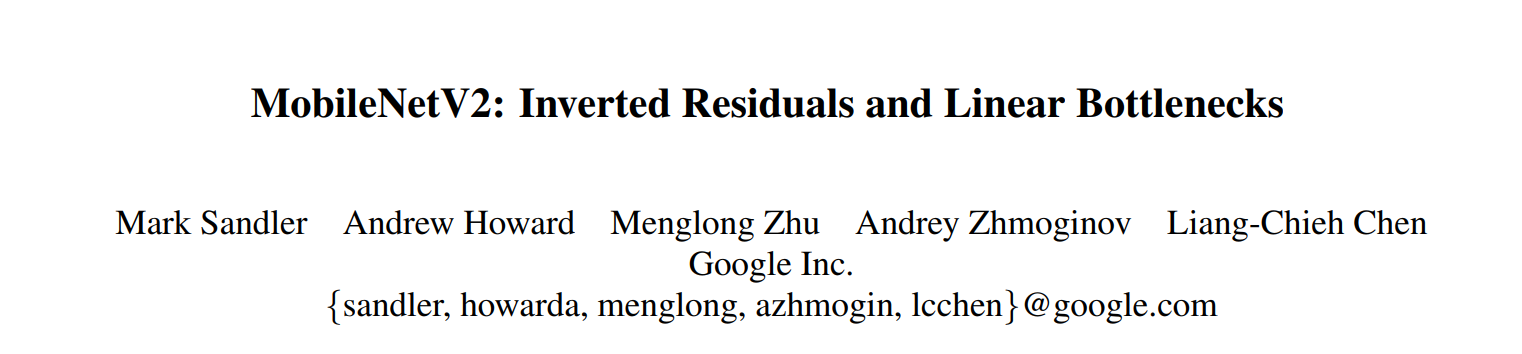 MobileNetV2: Inverted Residuals and Linear Bottlenecks
Mark Sandler Andrew Howard Menglong Zhu Andrey Zhmoginov Liang-Chieh Chen
Google Inc.
{sandler, howarda, menglong, azhmogin, lcchen}@google.com